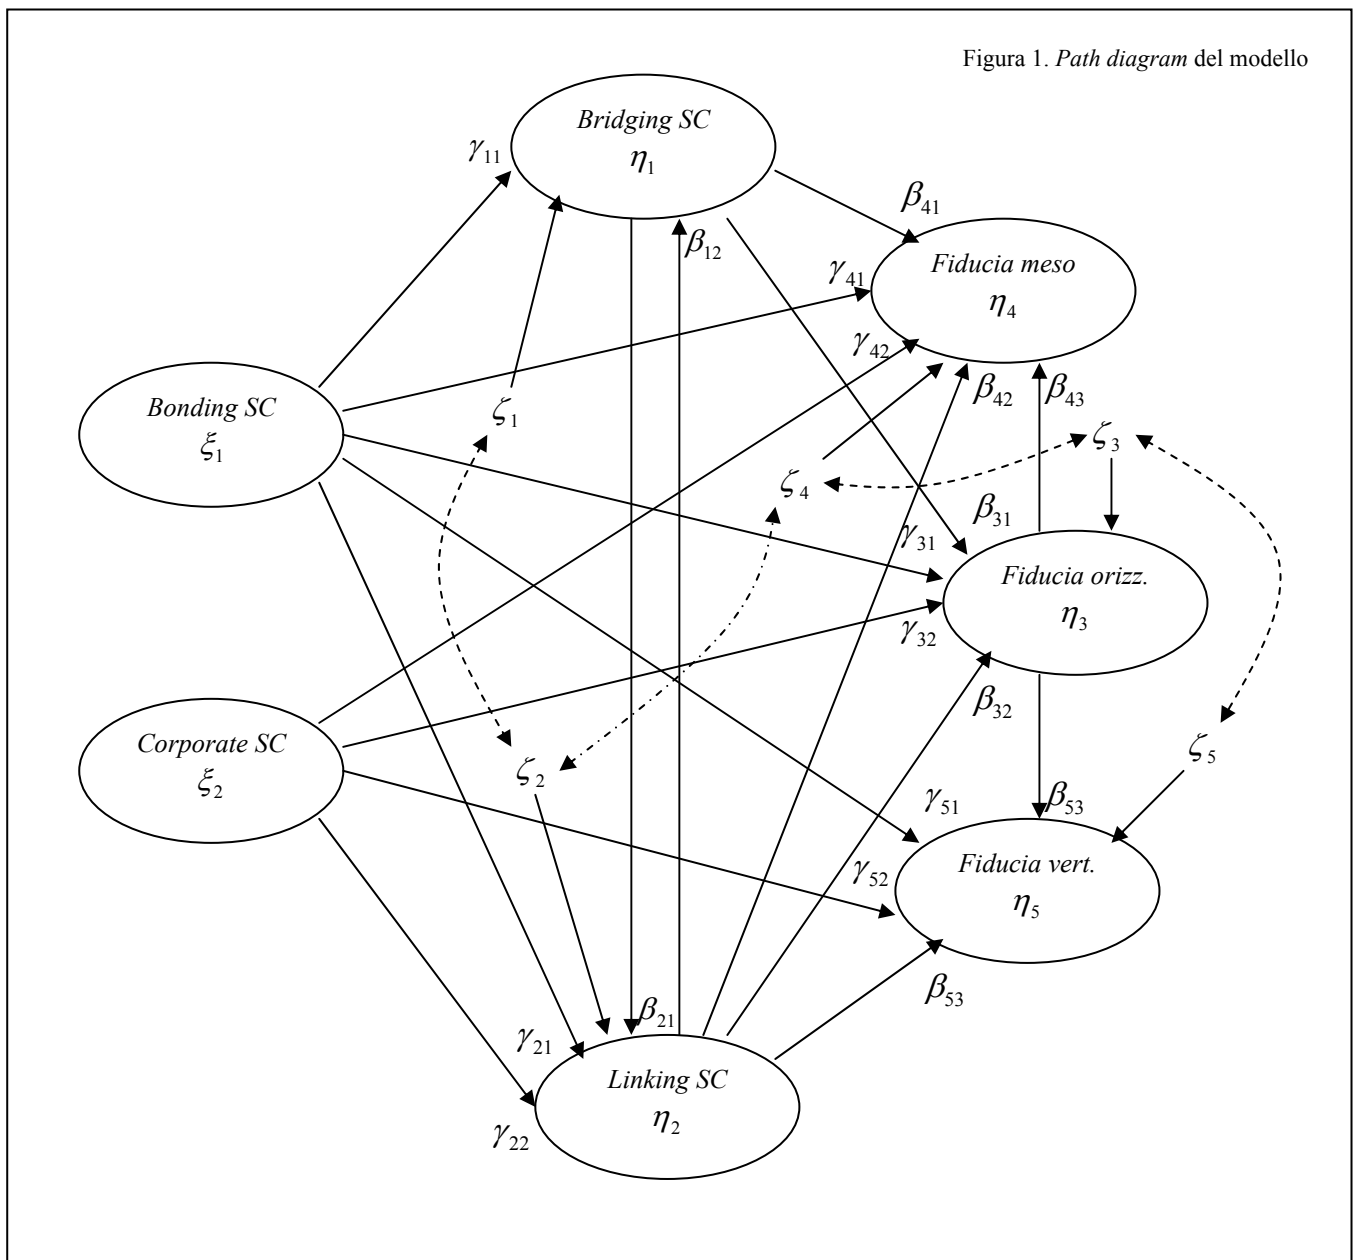 Figura 1. Path diagram del modello
Bridging SC
η1
γ11
β41
β12
Fiducia meso
η4
γ41
γ42
β42
β43
Bonding SC
ξ1
ζ1
ζ3
ζ4
β31
γ31
Fiducia orizz.
η3
γ32
β32
Corporate SC
ξ2
ζ2
ζ5
γ51
β53
γ52
Fiducia vert.
η5
β53
β21
γ21
Linking SC
η2
γ22